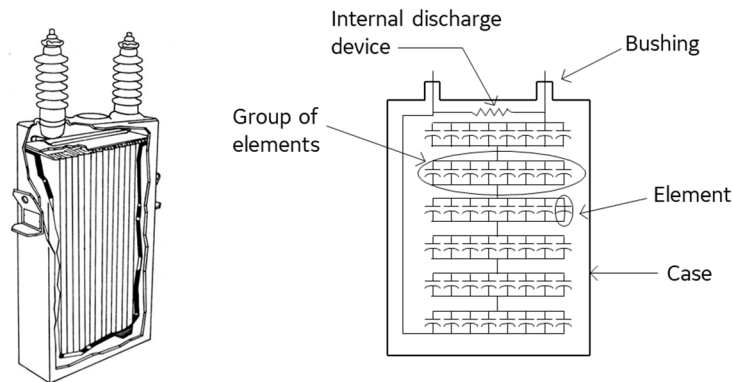 Internal discharge
device
Bushing
Group of
elements
Element
Case